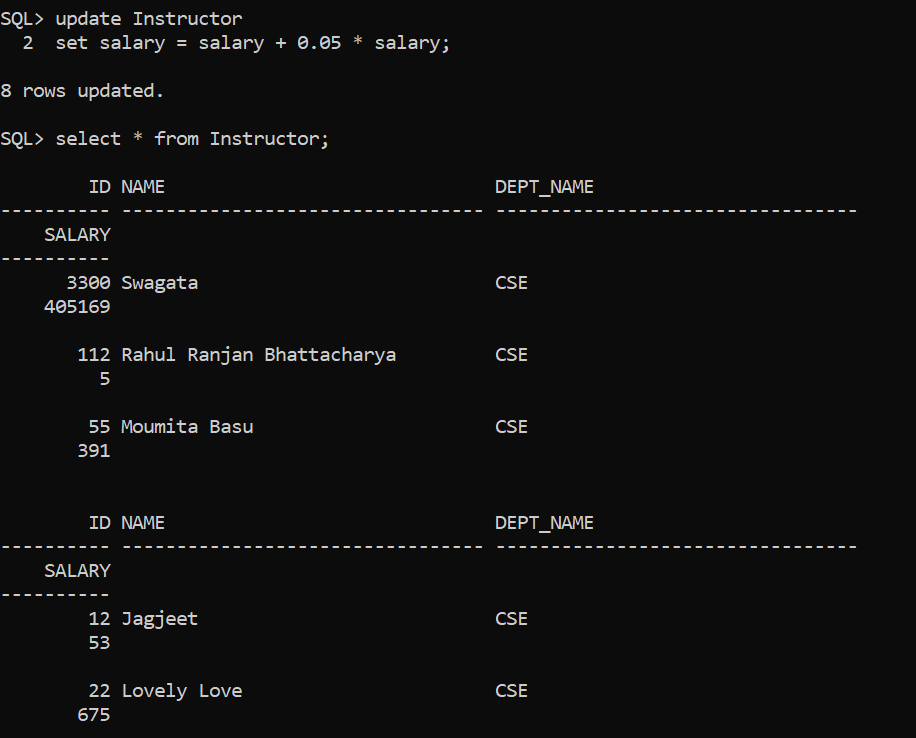 SQL> update Instructor
  2  set salary = salary + 0.05 * salary;
8 rows updated.
SQL> select * from Instructor;
        ID NAME                              DEPT_NAME
---------- --------------------------------- ---------------------------------
    SALARY
----------
      3300 Swagata                           CSE
    405169
       112 Rahul Ranjan Bhattacharya         CSE
         5
        55 Moumita Basu                      CSE
       391
        ID NAME                              DEPT_NAME
---------- --------------------------------- ---------------------------------
    SALARY
----------
        12 Jagjeet                           CSE
        53
        22 Lovely Love                       CSE
       675